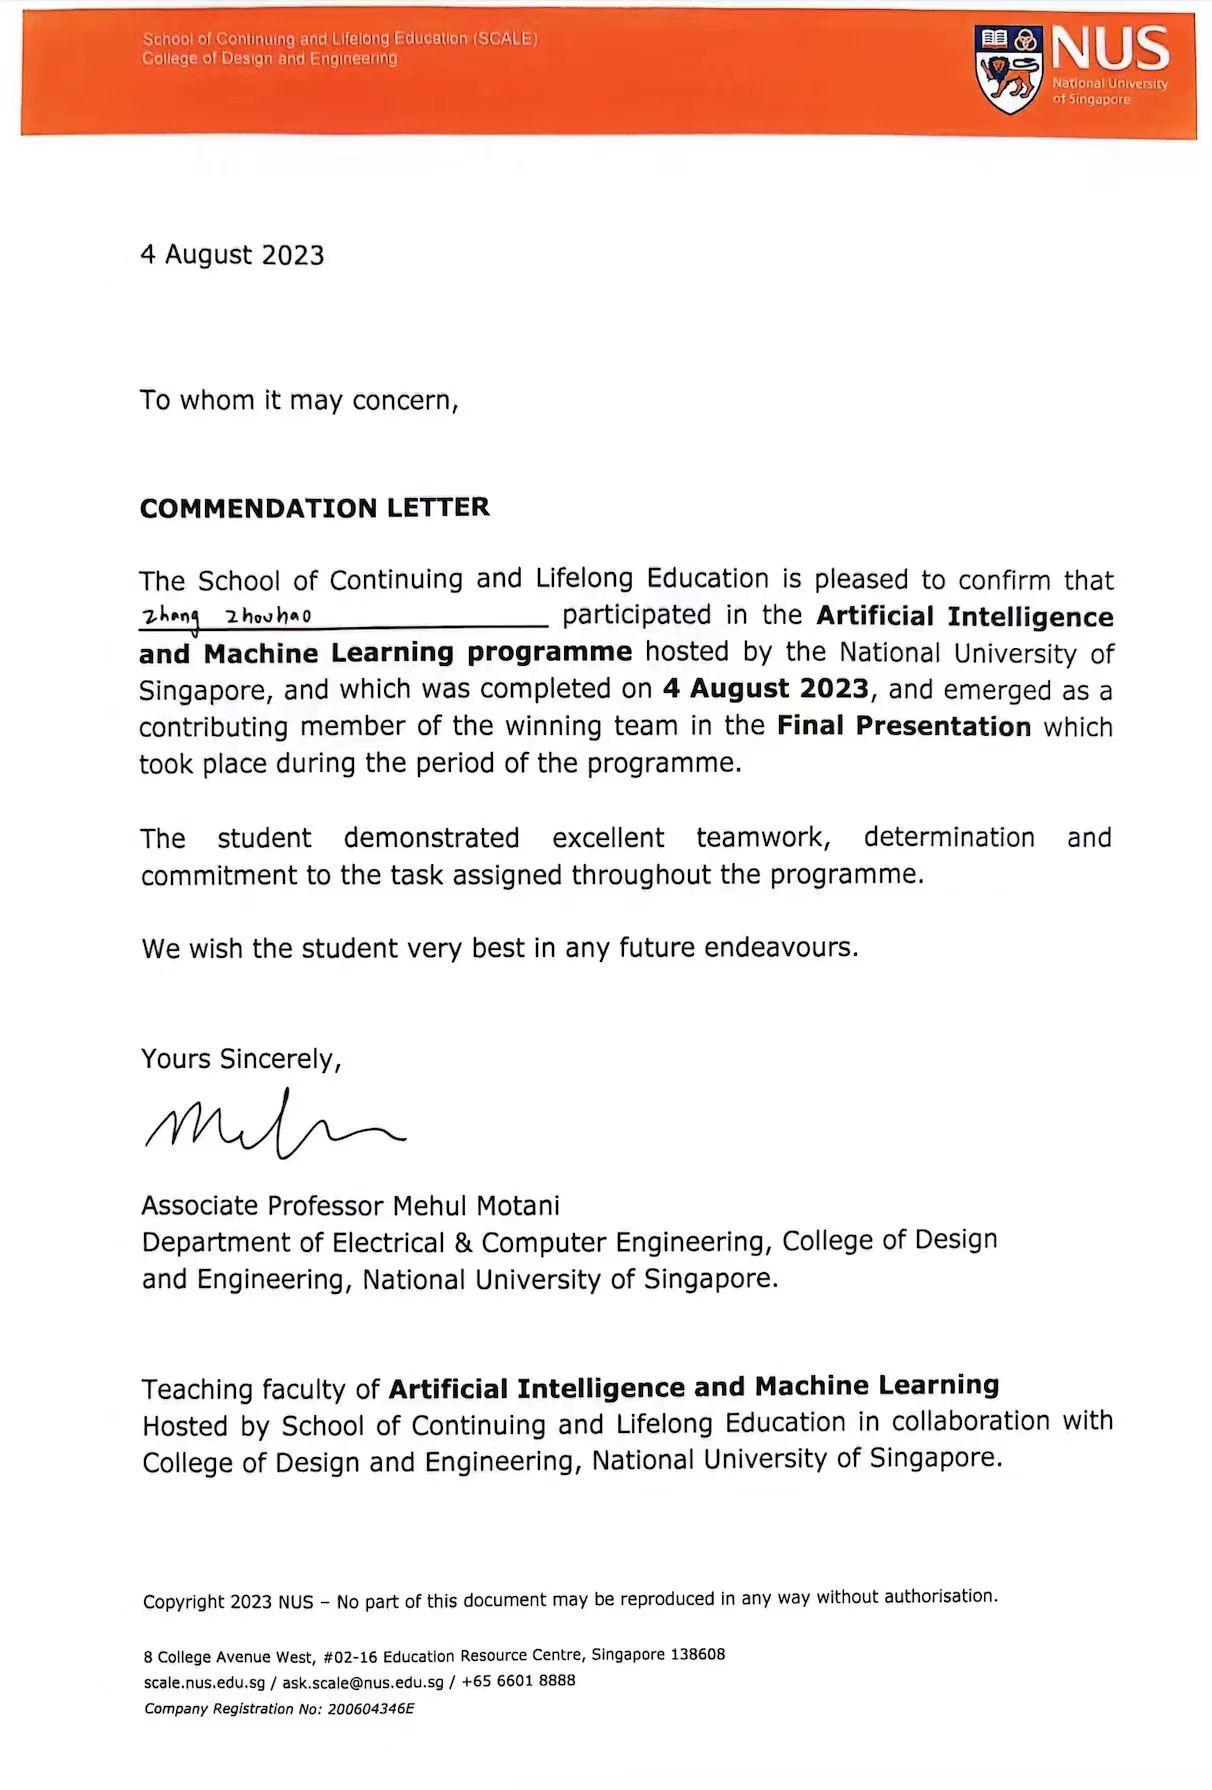 School of Continuing and Lifelong Education (SCALE)
College of Design and Engineering
NUS
National University
of Singapore
4 August 2023
To whom it may concern,
COMMENDATION LETTER
The School of Continuing and Lifelong Education is pleased to confirm that
Zhang Zhouhao participated in the Artificial Intelligence
and Machine Learning programme hosted by the National University of
Singapore, and which was completed on 4 August 2023, and emerged as a
contributing member of the winning team in the Final Presentation which
took place during the period of the programme.
The student demonstrated excellent teamwork, determination and
commitment to the task assigned throughout the programme.
We wish the student very best in any future endeavours.
Yours Sincerely,
Associate Professor Mehul Motani
Department of Electrical & Computer Engineering, College of Design
and Engineering, National University of Singapore.
Teaching faculty of Artificial Intelligence and Machine Learning
Hosted by School of Continuing and Lifelong Education in collaboration with
College of Design and Engineering, National University of Singapore.
Copyright 2023 NUS – No part of this document may be reproduced in any way without authorisation.
8 College Avenue West, #02-16 Education Resource Centre, Singapore 138608
scale.nus.edu.sg / ask.scale@nus.edu.sg / +65 6601 8888
Company Registration No: 200604346E